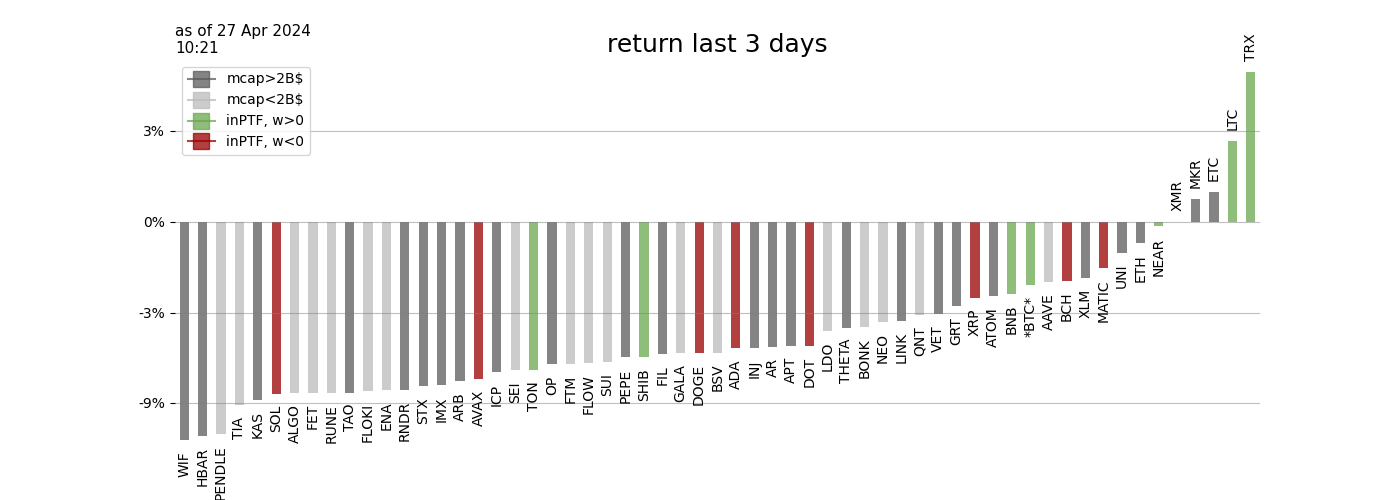 as of 27 Apr 2024
10:21
return last 3 days
mcap>2B$
mcap<2B$
inPTF, w>0
inPTF, w<0
3%
0%
-3%
-9%
WIF
HBAR
PENDLE
TIA
KAS
SOL
ALGO
FET
RUNE
TAO
FLOKI
ENA
RNDR
STX
IMX
ARB
AVAX
ICP
SEI
TON
OP
FTM
FLOW
SUI
PEPE
SHIB
FIL
GALA
DOGE
BSV
ADA
INJ
AR
APT
DOT
LDO
THETA
BONK
NEO
LINK
QNT
VET
GRT
XRP
ATOM
BNB
*BTC*
AAVE
BCH
XLM
MATIC
UNI
ETH
NEAR
XMR
MKR
ETC
LTC
TRX